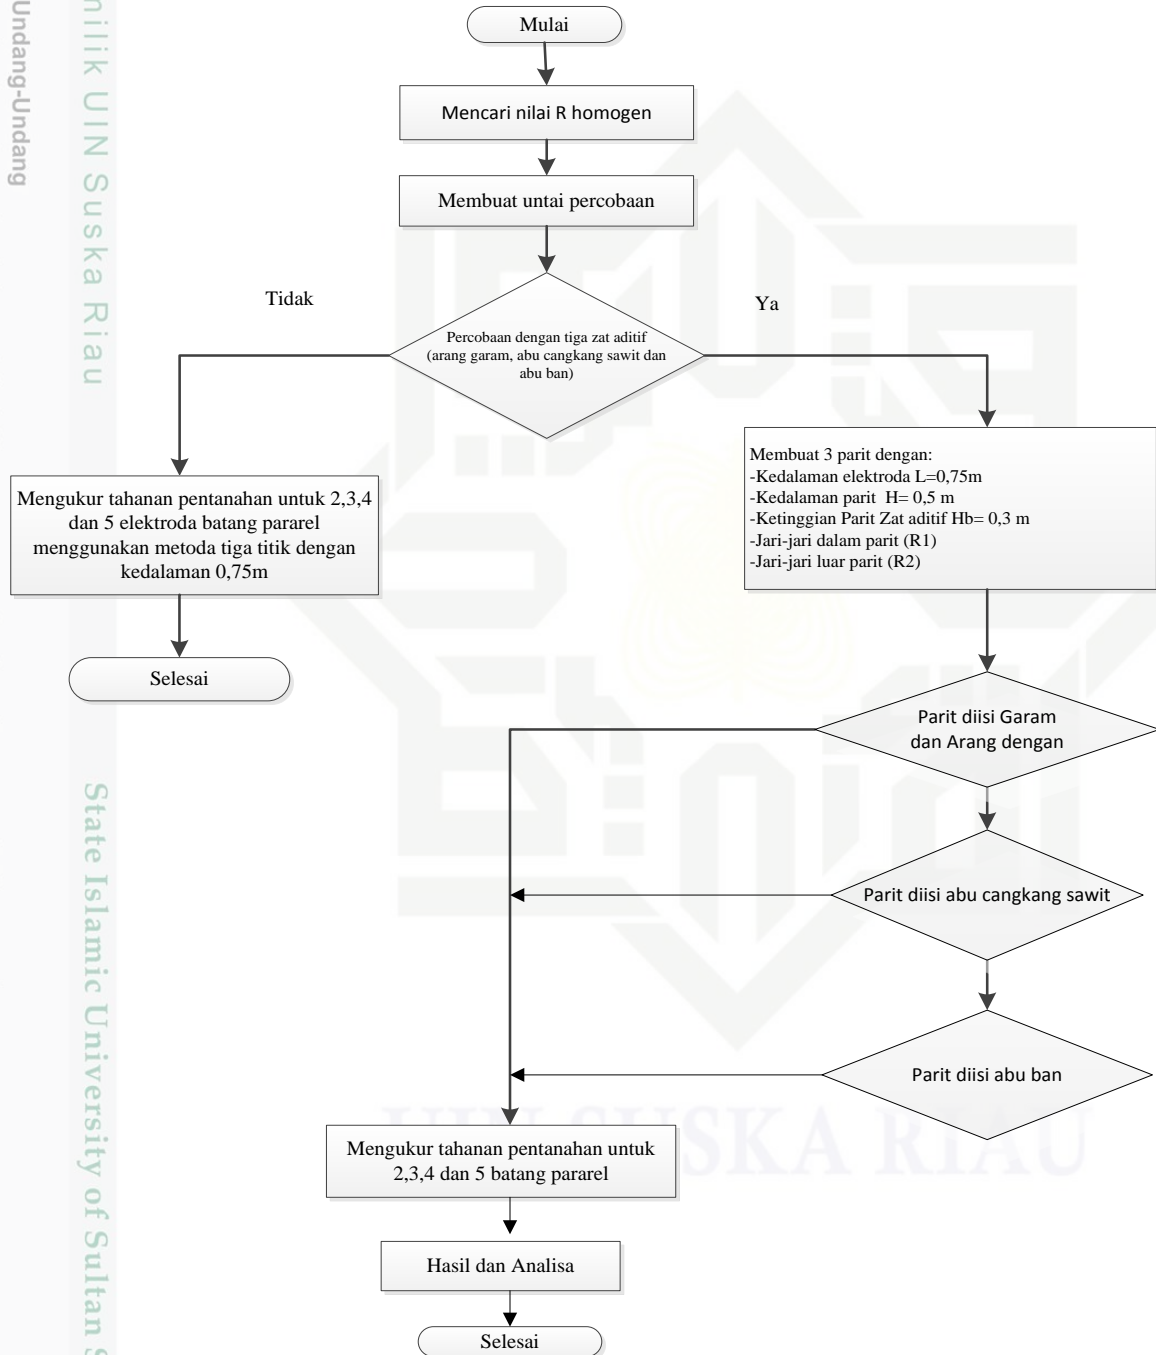 Undang-Undang
milik UIN Suska Riau
State Islamic University of Sultan S
Mulai
Mencari nilai R homogen
Membuat untai percobaan
Tidak
Ya
Percobaan dengan tiga zat aditif
(arang garam, abu cangkang sawit dan
abu ban)
Mengukur tahanan pentanahan untuk 2,3,4
dan 5 elektroda batang pararel
menggunakan metoda tiga titik dengan
kedalaman 0,75m
Selesai
Membuat 3 parit dengan:
-Kedalaman elektroda L=0,75m
-Kedalaman parit H= 0,5 m
-Ketinggian Parit Zat aditif Hb= 0,3 m
-Jari-jari dalam parit (R1)
-Jari-jari luar parit (R2)
Parit diisi Garam
dan Arang dengan
Parit diisi abu cangkang sawit
Parit diisi abu ban
UIN SUSKA RIAU
Mengukur tahanan pentanahan untuk
2,3,4 dan 5 batang pararel
Hasil dan Analisa
Selesai